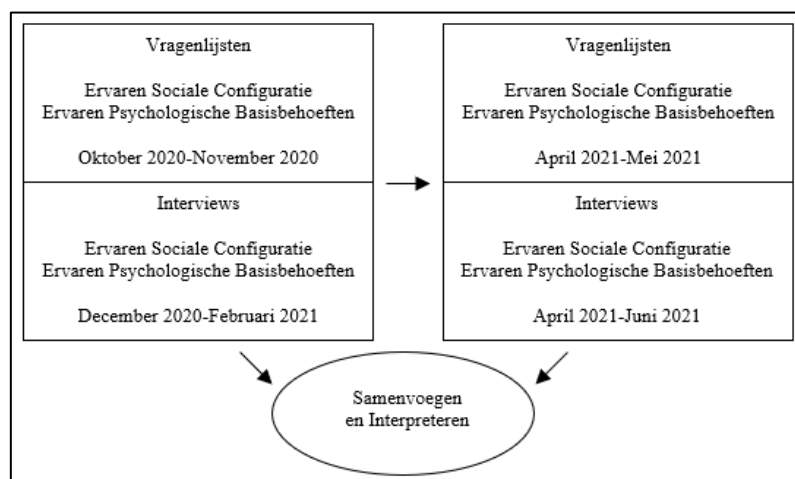 Vragenlijsten
Ervaren Sociale Configuratie
Ervaren Psychologische Basisbehoeften
Oktober 2020-November 2020
Interviews
Ervaren Sociale Configuratie
Ervaren Psychologische Basisbehoeften
December 2020-Februari 2021
Vragenlijsten
Ervaren Sociale Configuratie
Ervaren Psychologische Basisbehoeften
April 2021-Mei 2021
Interviews
Ervaren Sociale Configuratie
Ervaren Psychologische Basisbehoeften
April 2021-Juni 2021
Samenvoegen
en Interpreteren